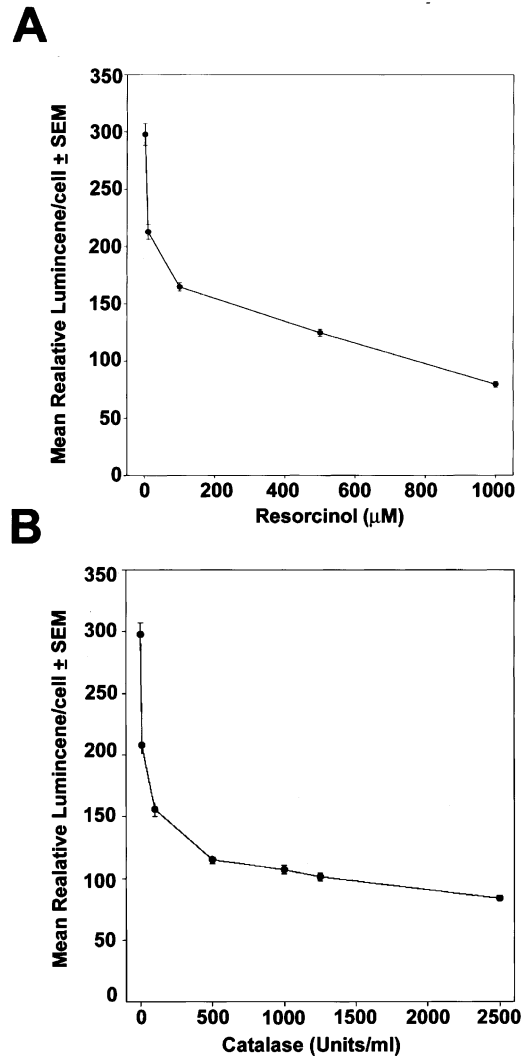 A
Mean Realative Lumincene/cell ± SEM
350
300
250
200
150
100
50
0
0 200 400 600 800 1000
Resorcinol (μM)
B
Mean Realative Lumincene/cell ± SEM
350
300
250
200
150
100
50
0
0 500 1000 1500 2000 2500
Catalase (Units/ml)